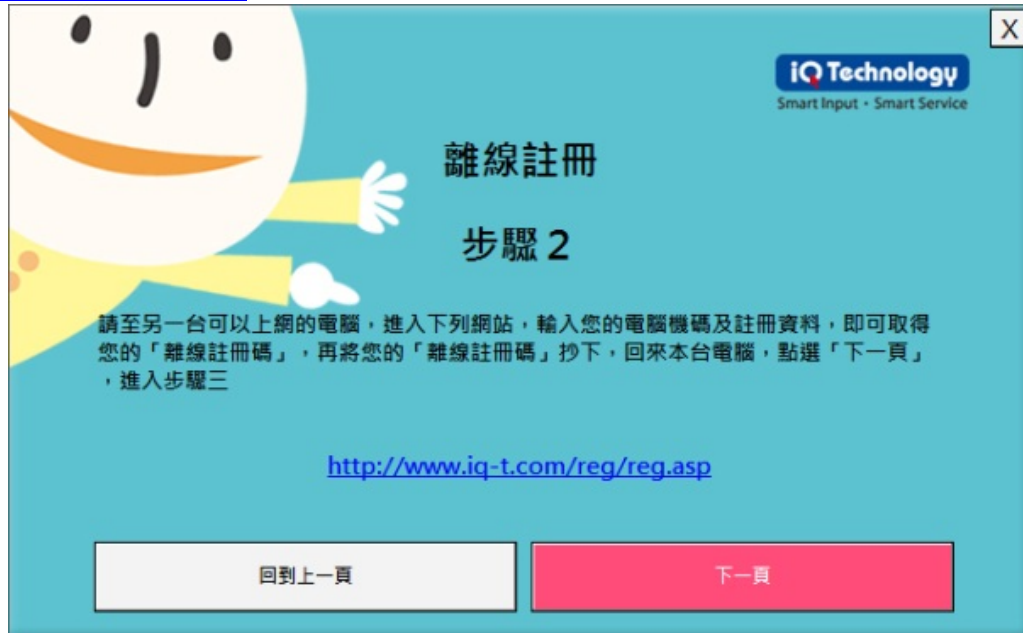 X
iQ Technology
Smart Input・Smart Service
離線註冊
步驟 2
請至另一台可以上網的電腦，進入下列網站，輸入您的電腦機碼及註冊資料，即可取得
您的「離線註冊碼」，再將您的「離線註冊碼」抄下，回來本台電腦，點選「下一頁」
，進入步驟三
http://www.iq-t.com/reg/reg.asp
回到上一頁
下一頁